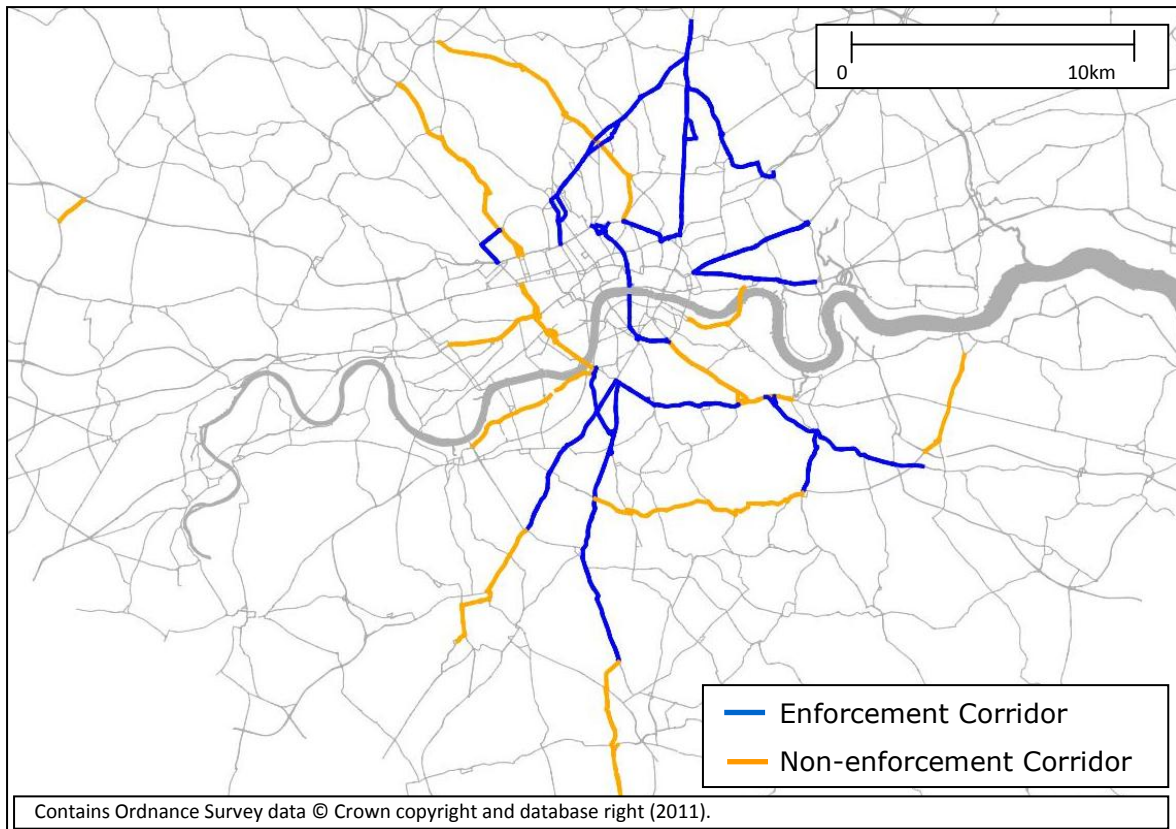 0 10km
Enforcement Corridor
Non-enforcement Corridor
Contains Ordnance Survey data © Crown copyright and database right (2011).